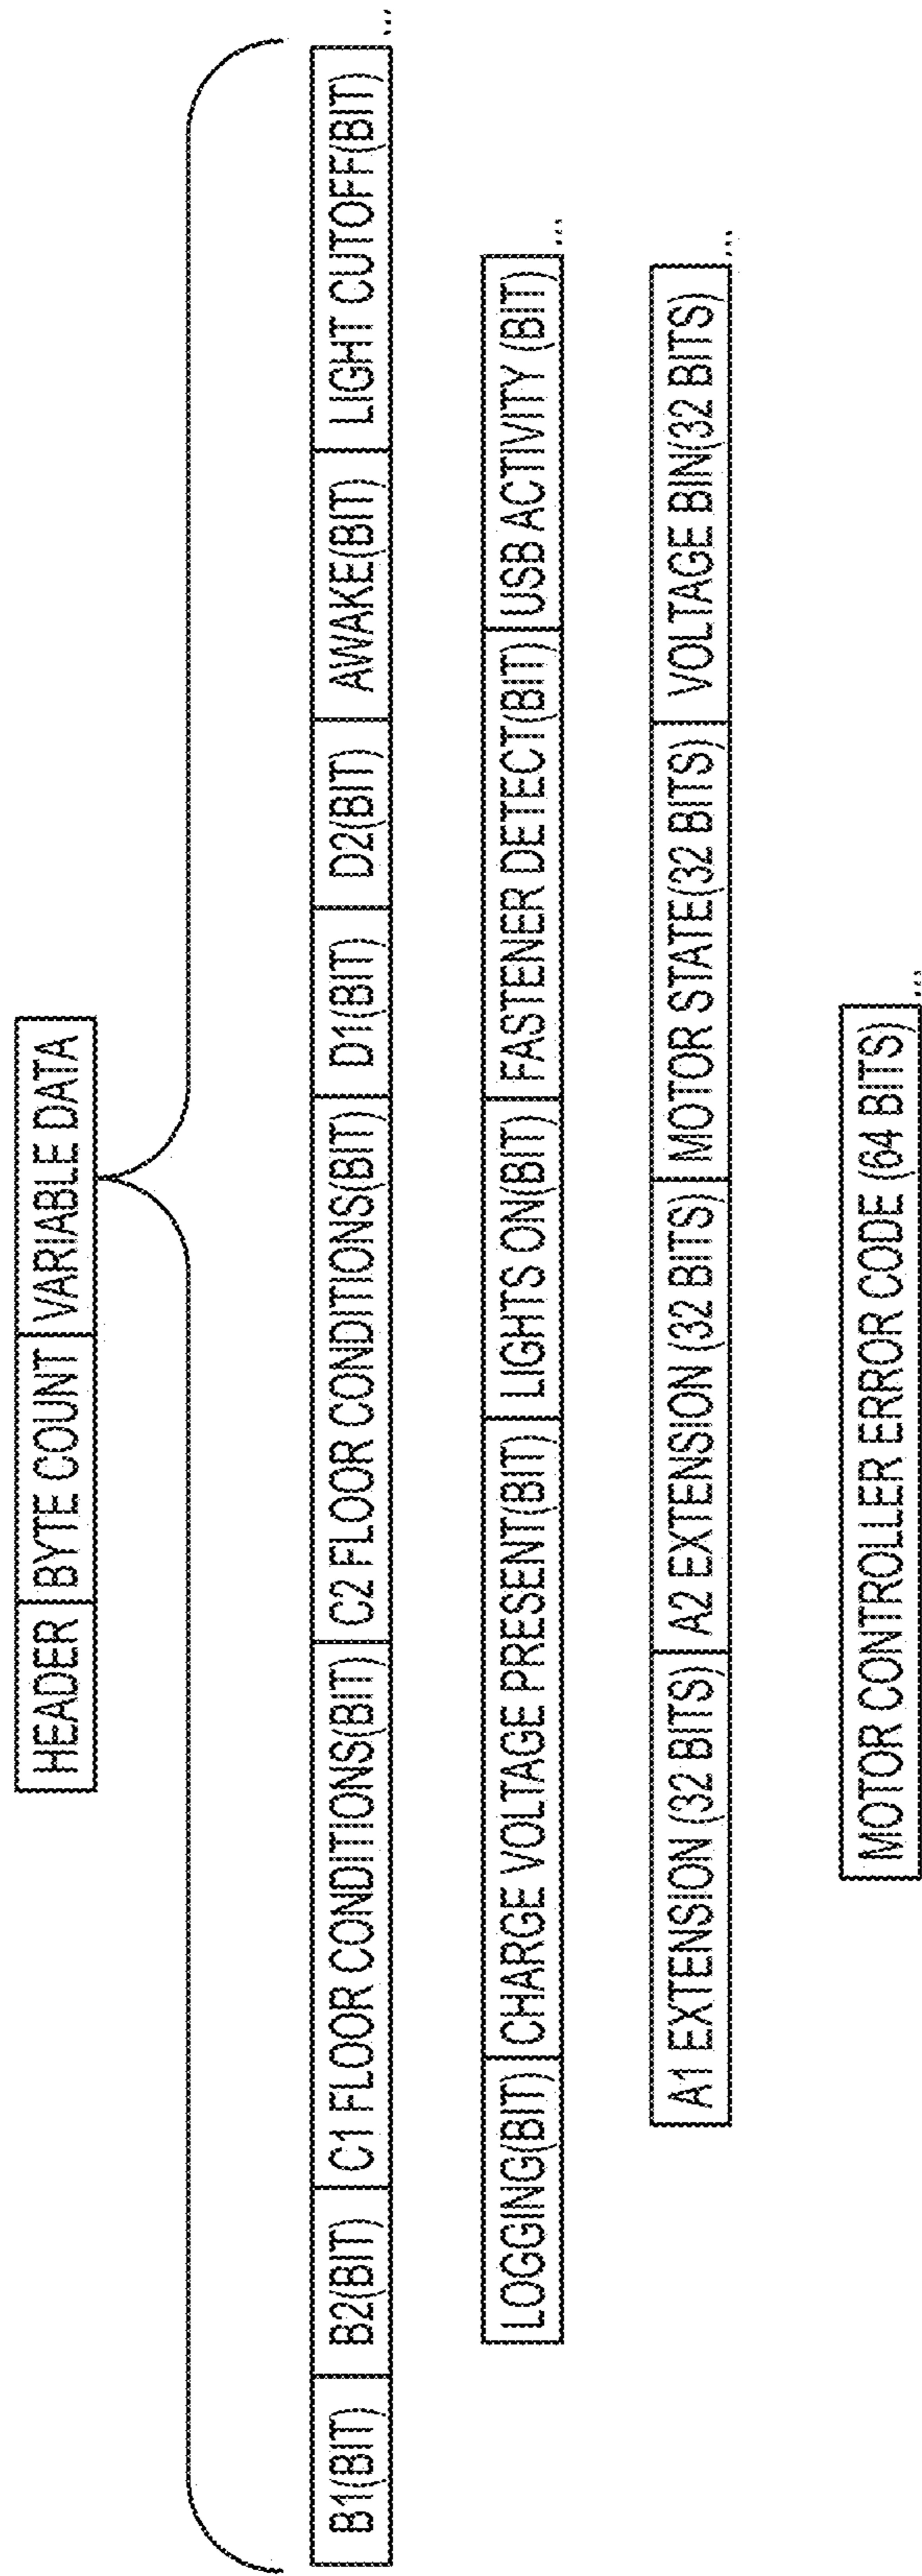 HEADER BYTE COUNT VARIABLE DATA
B1(BIT) B2(BIT) C1 FLOOR CONDITIONS(BIT) C2 FLOOR CONDITIONS(BIT) D1(BIT) D2(BIT) AWAKE(BIT) LIGHT CUTOFF(BIT) ...
LOGGING(BIT) CHARGE VOLTAGE PRESENT(BIT) LIGHTS ON(BIT) FASTENER DETECT(BIT) USB ACTIVITY (BIT) ...
A1 EXTENSION (32 BITS) A2 EXTENSION (32 BITS) MOTOR STATE(32 BITS) VOLTAGE BIN(32 BITS) ...
MOTOR CONTROLLER ERROR CODE (64 BITS) ...